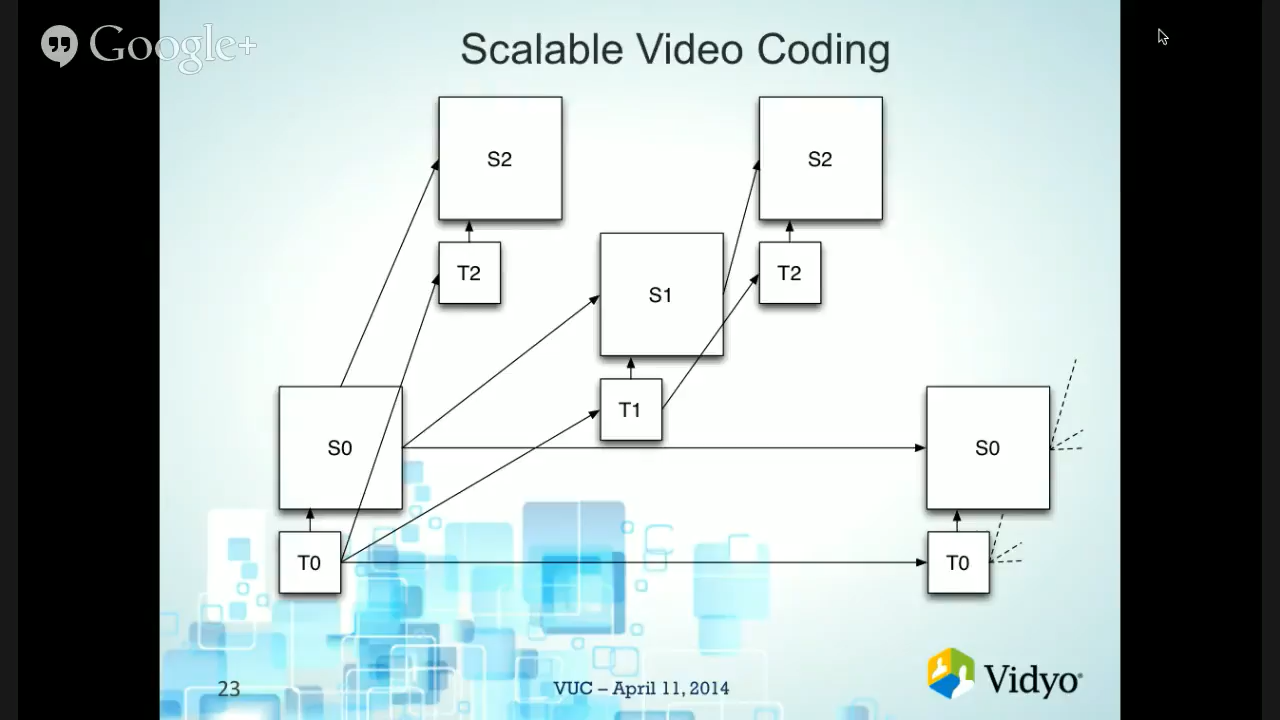 Google+
Scalable Video Coding
S2
S2
T2
T2
S1
T1
S0
S0
T0
T0
23
VUC – April 11, 2014
Vidyo